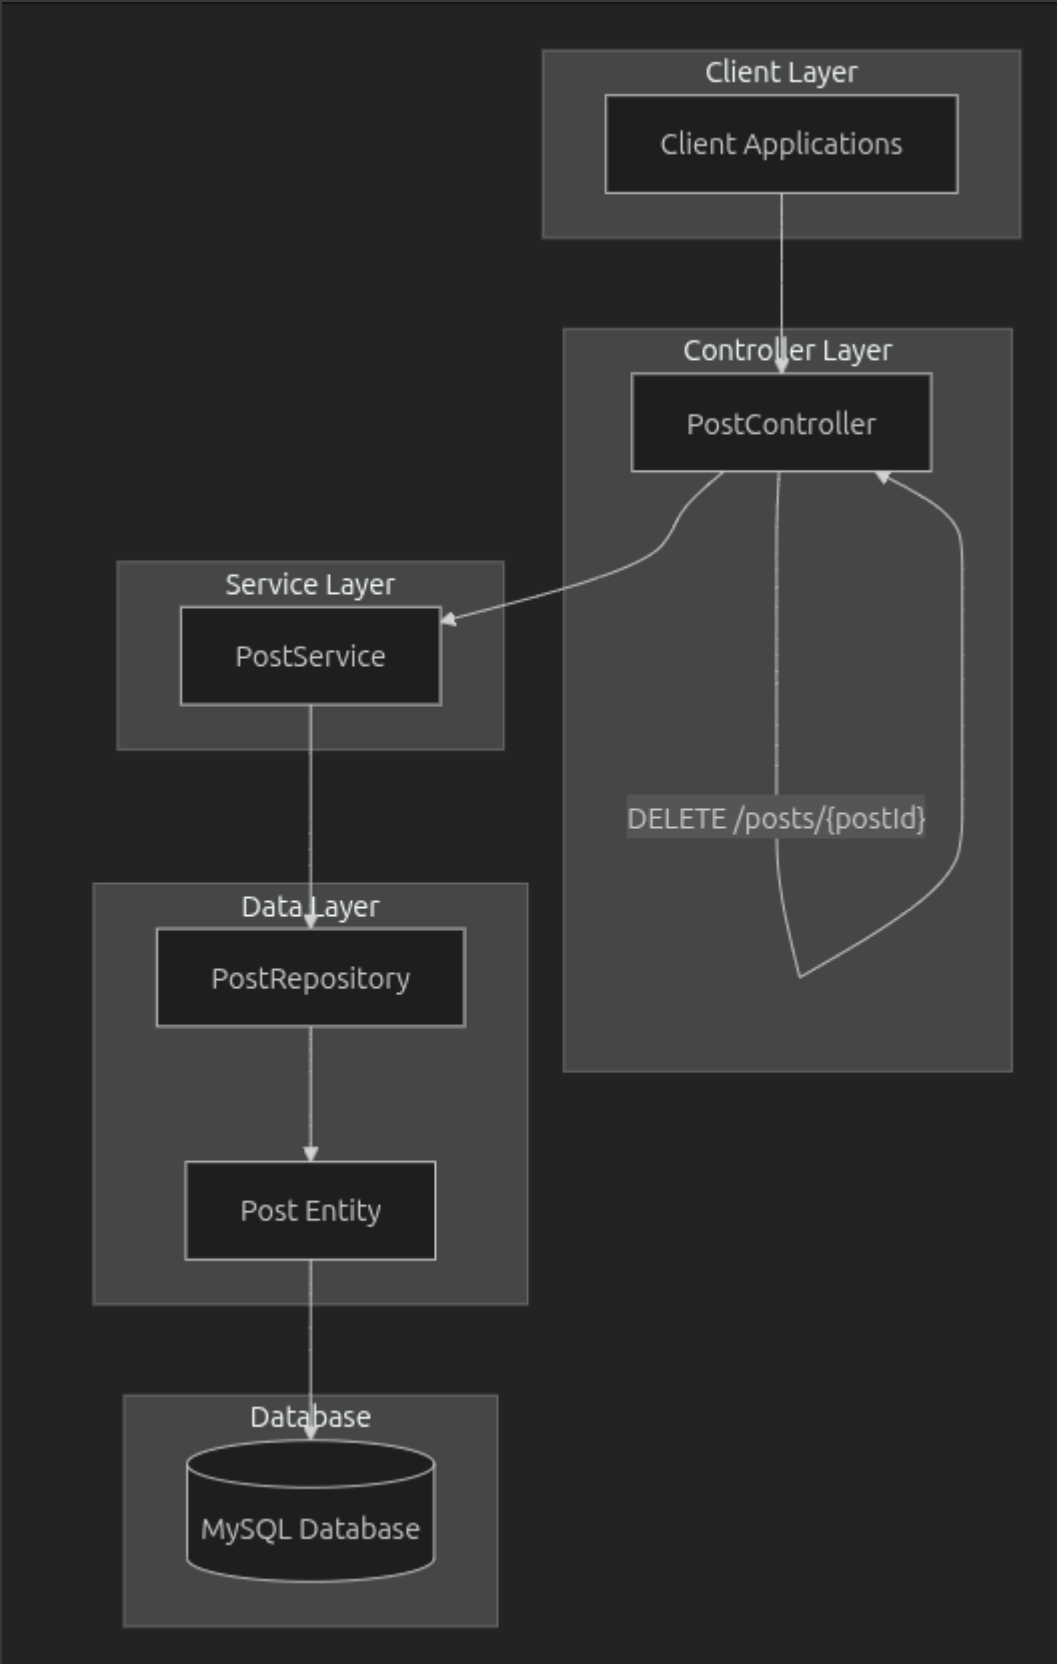 Client Layer
Client Applications
Controller Layer
PostController
Service Layer
PostService
DELETE /posts/{postId}
Data Layer
PostRepository
Post Entity
Database
MySQL Database